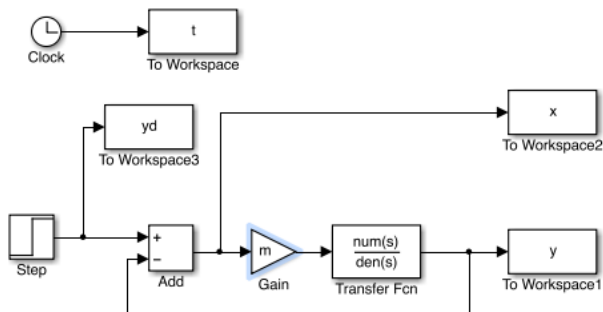 t
Clock
To Workspace
yd
x
To Workspace3
To Workspace2
+
−
m
num(s)
den(s)
y
Step
Add
Gain
Transfer Fcn
To Workspace1